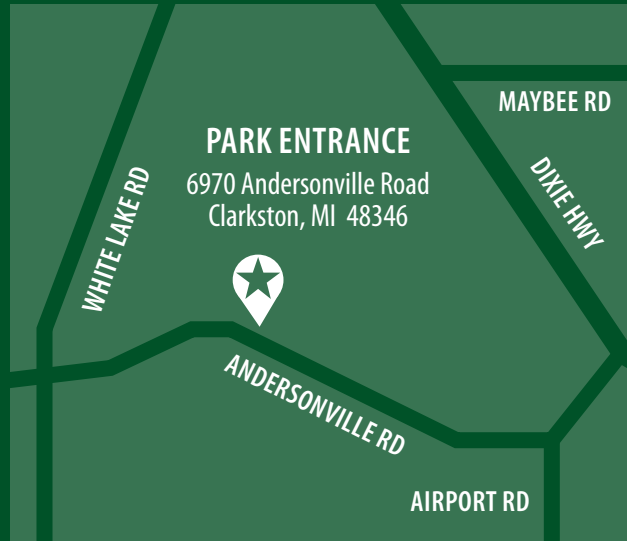 MAYBEE RD
PARK ENTRANCE
6970 Andersonville Road
Clarkston, MI 48346
DIXIE HWY
WHITE LAKE RD
ANDERSONVILLE RD
AIRPORT RD